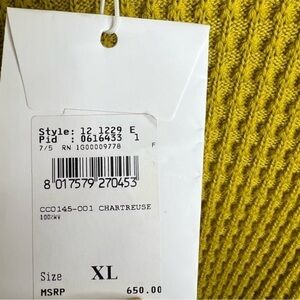 Style: 12 1229 E
Pid : 0616433 1
7/5 RN 1G00009778 F
8 017579 270453
CC0145-001 CHARTREUSE
100%WV
Size XL
MSRP 650.00